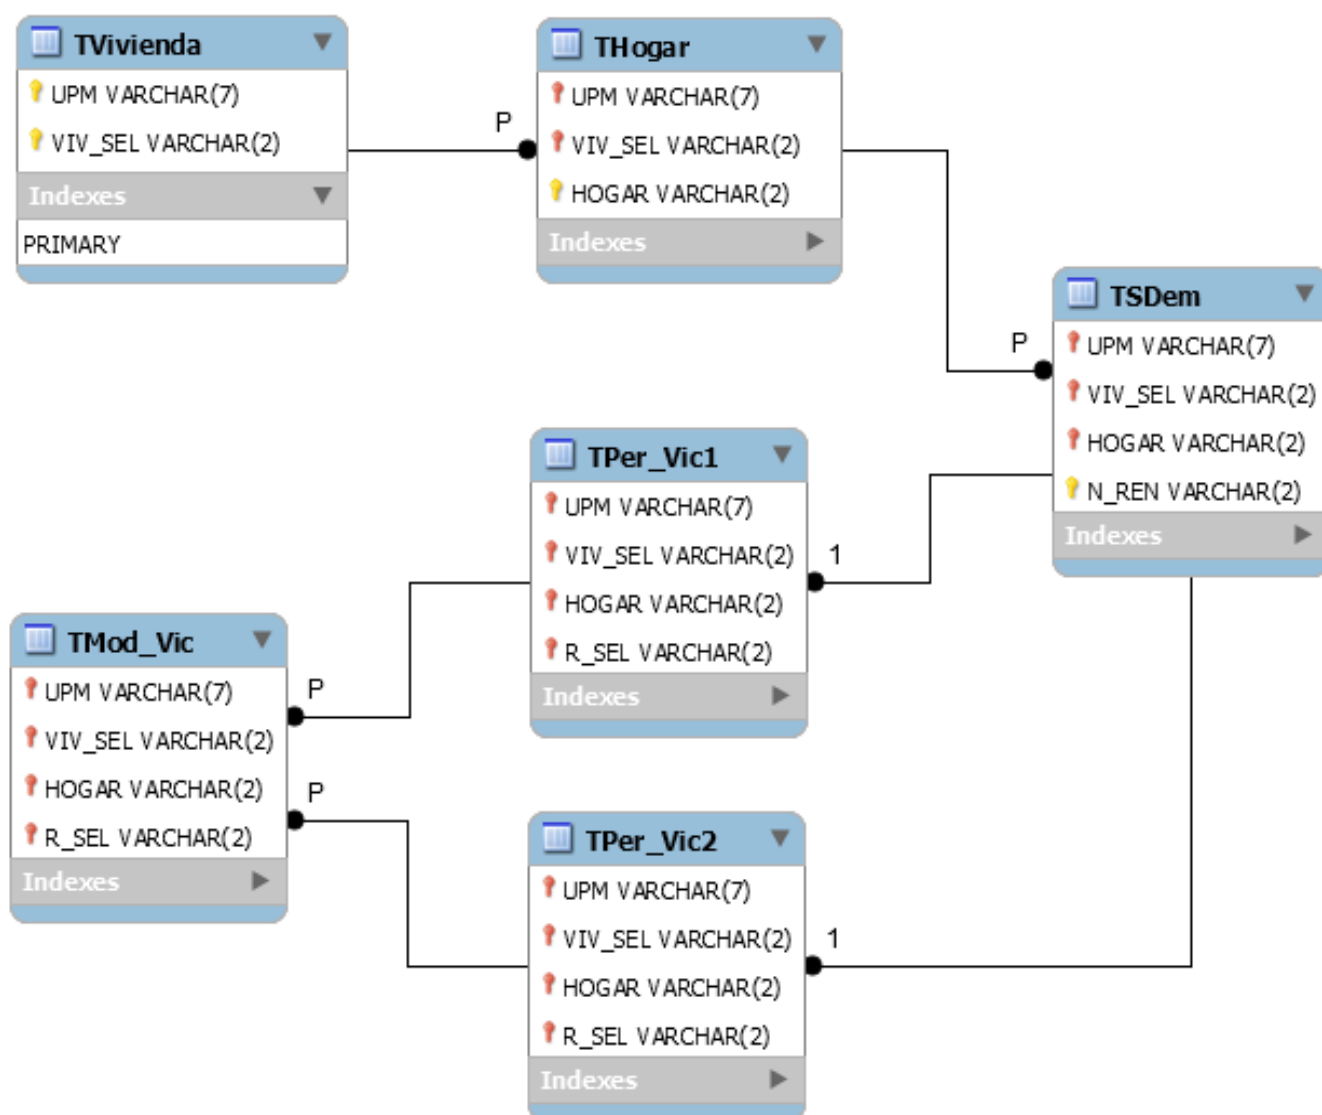 TVivienda
UPM VARCHAR(7)
VIV_SEL VARCHAR(2)
Indexes
PRIMARY
P
THogar
UPM VARCHAR(7)
VIV_SEL VARCHAR(2)
HOGAR VARCHAR(2)
Indexes
P
TSDem
UPM VARCHAR(7)
VIV_SEL VARCHAR(2)
HOGAR VARCHAR(2)
N_REN VARCHAR(2)
Indexes
TPer_Vic1
UPM VARCHAR(7)
VIV_SEL VARCHAR(2)
HOGAR VARCHAR(2)
R_SEL VARCHAR(2)
Indexes
1
TMod_Vic
UPM VARCHAR(7)
VIV_SEL VARCHAR(2)
HOGAR VARCHAR(2)
R_SEL VARCHAR(2)
Indexes
P
P
TPer_Vic2
UPM VARCHAR(7)
VIV_SEL VARCHAR(2)
HOGAR VARCHAR(2)
R_SEL VARCHAR(2)
Indexes
1